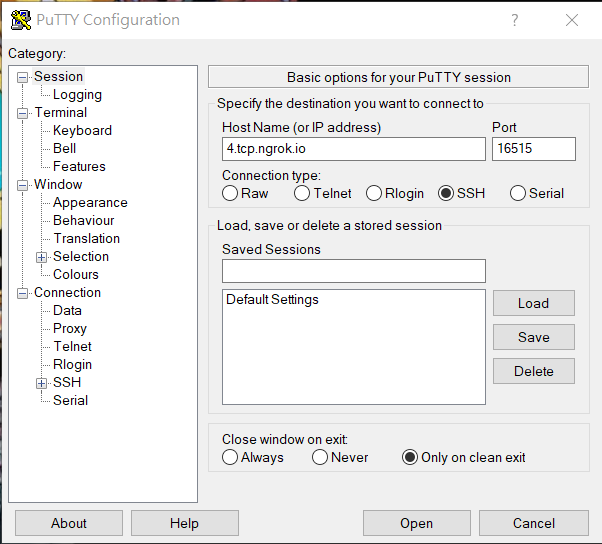 PuTTY Configuration
Category:
Session
Logging
Terminal
Keyboard
Bell
Features
Window
Appearance
Behaviour
Translation
Selection
Colours
Connection
Data
Proxy
Telnet
Rlogin
SSH
Serial
Basic options for your PuTTY session
Specify the destination you want to connect to
Host Name (or IP address) Port
4.tcp.ngrok.io 16515
Connection type:
Raw Telnet Rlogin SSH Serial
Load, save or delete a stored session
Saved Sessions
Default Settings
Load
Save
Delete
Close window on exit:
Always Never Only on clean exit
About Help Open Cancel